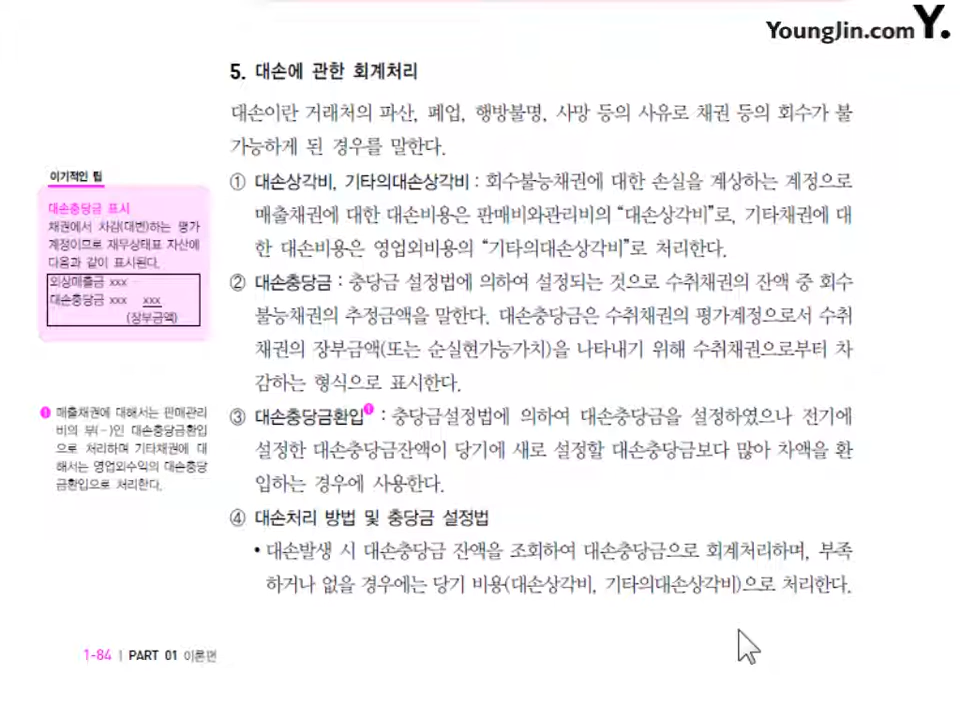 YoungJin.com Y.
5. 대손에 관한 회계처리
대손이란 거래처의 파산, 폐업, 행방불명, 사망 등의 사유로 채권 등의 회수가 불
가능하게 된 경우를 말한다.
① 대손상각비, 기타의대손상각비 : 회수불능채권에 대한 손실을 계상하는 계정으로
매출채권에 대한 대손비용은 판매비와관리비의 “대손상각비”로, 기타채권에 대
한 대손비용은 영업외비용의 “기타의대손상각비”로 처리한다.
② 대손충당금 : 충당금 설정법에 의하여 설정되는 것으로 수취채권의 잔액 중 회수
불능채권의 추정금액을 말한다. 대손충당금은 수취채권의 평가계정으로서 수취
채권의 장부금액(또는 순실현가능가치)을 나타내기 위해 수취채권으로부터 차
감하는 형식으로 표시한다.
③ 대손충당금환입❶ : 충당금설정법에 의하여 대손충당금을 설정하였으나 전기에
설정한 대손충당금잔액이 당기에 새로 설정할 대손충당금보다 많아 차액을 환
입하는 경우에 사용한다.
④ 대손처리 방법 및 충당금 설정법
• 대손발생 시 대손충당금 잔액을 조회하여 대손충당금으로 회계처리하며, 부족
하거나 없을 경우에는 당기 비용(대손상각비, 기타의대손상각비)으로 처리한다.
이기적인 팁
대손충당금 표시
채권에서 차감(대변)하는 평가
계정이므로 재무상태표 자산에
다음과 같이 표시된다.
외상매출금 xxx
대손충당금 xxx xxx
(장부금액)
❶ 매출채권에 대해서는 판매관리
비의 부(-)인 대손충당금환입
으로 처리하며 기타채권에 대
해서는 영업외수익의 대손충당
금환입으로 처리한다.
1-84 | PART 01 이론편